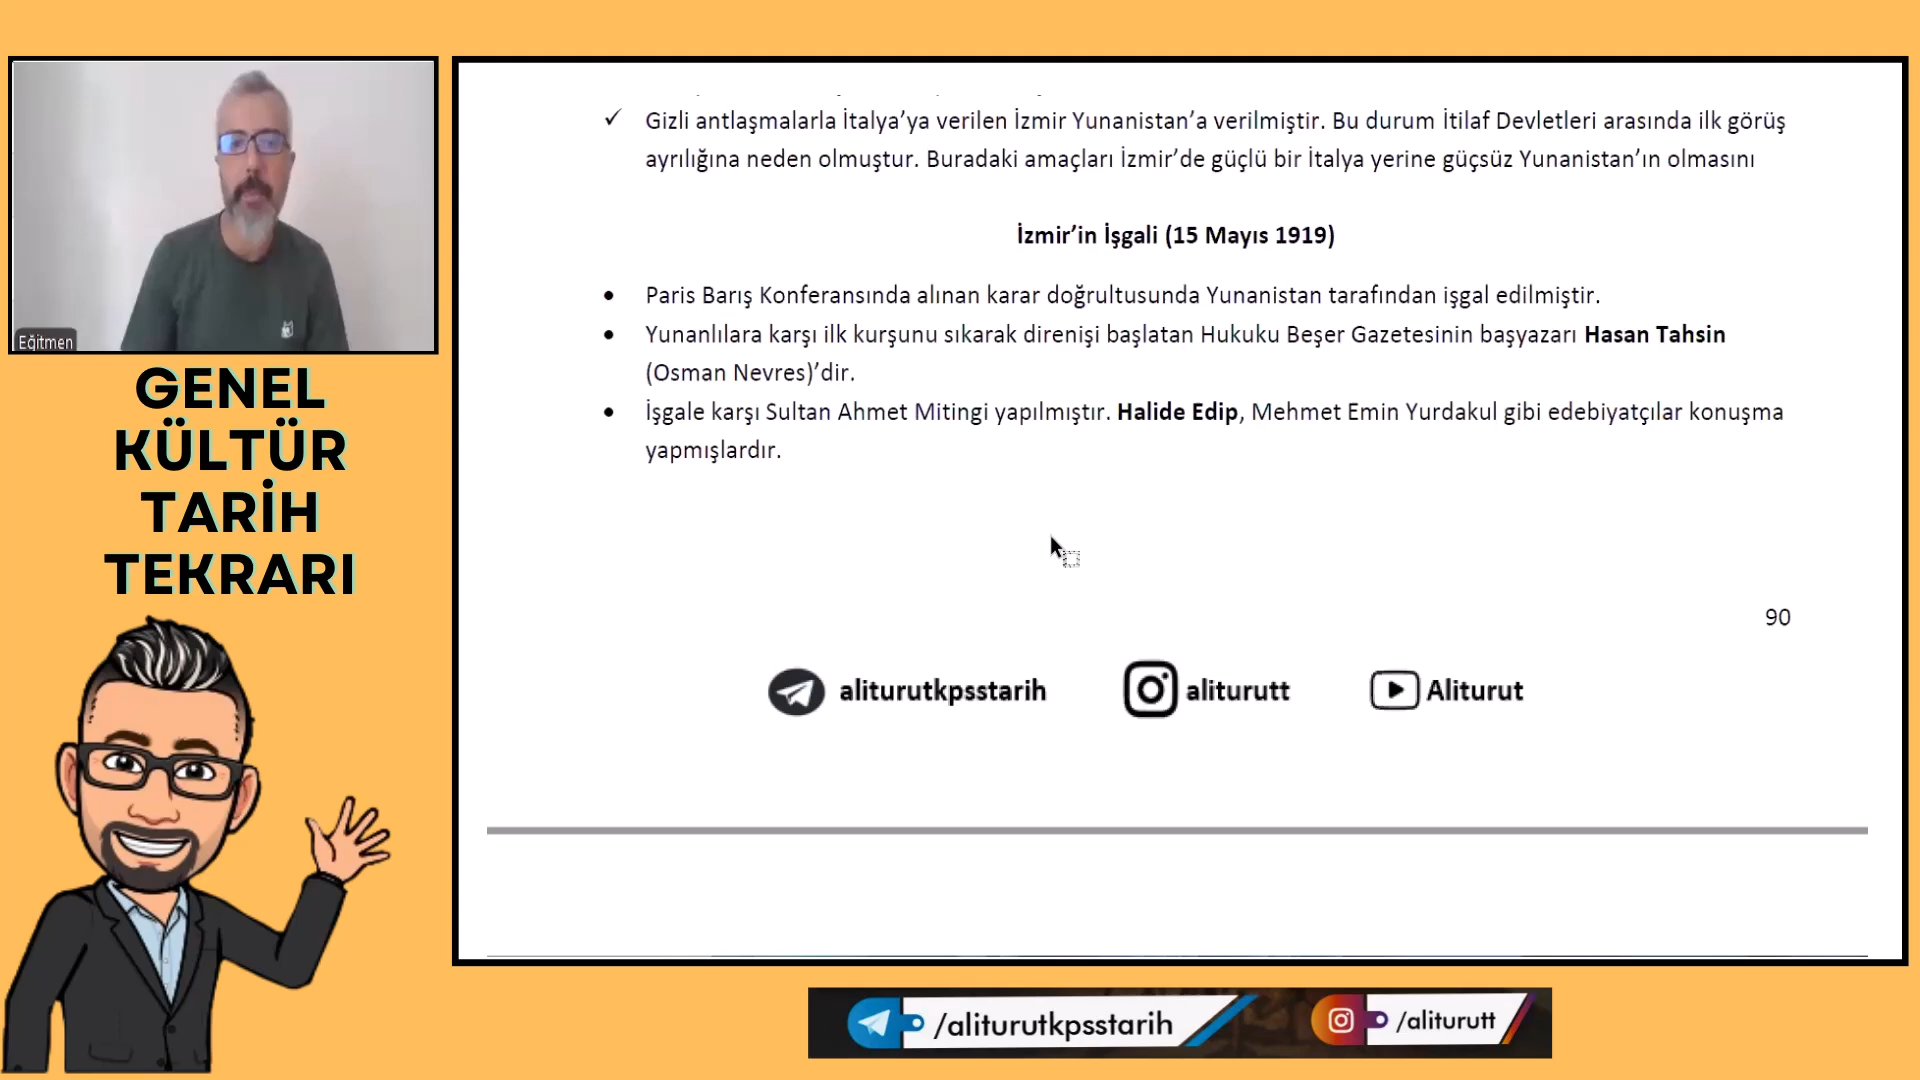 Eğitmen
GENEL
KÜLTÜR
TARİH
TEKRARI
✓ Gizli antlaşmalarla İtalya’ya verilen İzmir Yunanistan’a verilmiştir. Bu durum İtilaf Devletleri arasında ilk görüş
ayrılığına neden olmuştur. Buradaki amaçları İzmir’de güçlü bir İtalya yerine güçsüz Yunanistan’ın olmasını
İzmir’in İşgali (15 Mayıs 1919)
• Paris Barış Konferansında alınan karar doğrultusunda Yunanistan tarafından işgal edilmiştir.
• Yunanlılara karşı ilk kurşunu sıkarak direnişi başlatan Hukuku Beşer Gazetesinin başyazarı Hasan Tahsin
(Osman Nevres)’dir.
• İşgale karşı Sultan Ahmet Mitingi yapılmıştır. Halide Edip, Mehmet Emin Yurdakul gibi edebiyatçılar konuşma
yapmışlardır.
90
aliturutkpsstarih aliturutt Aliturut
/aliturutkpsstarih /aliturutt